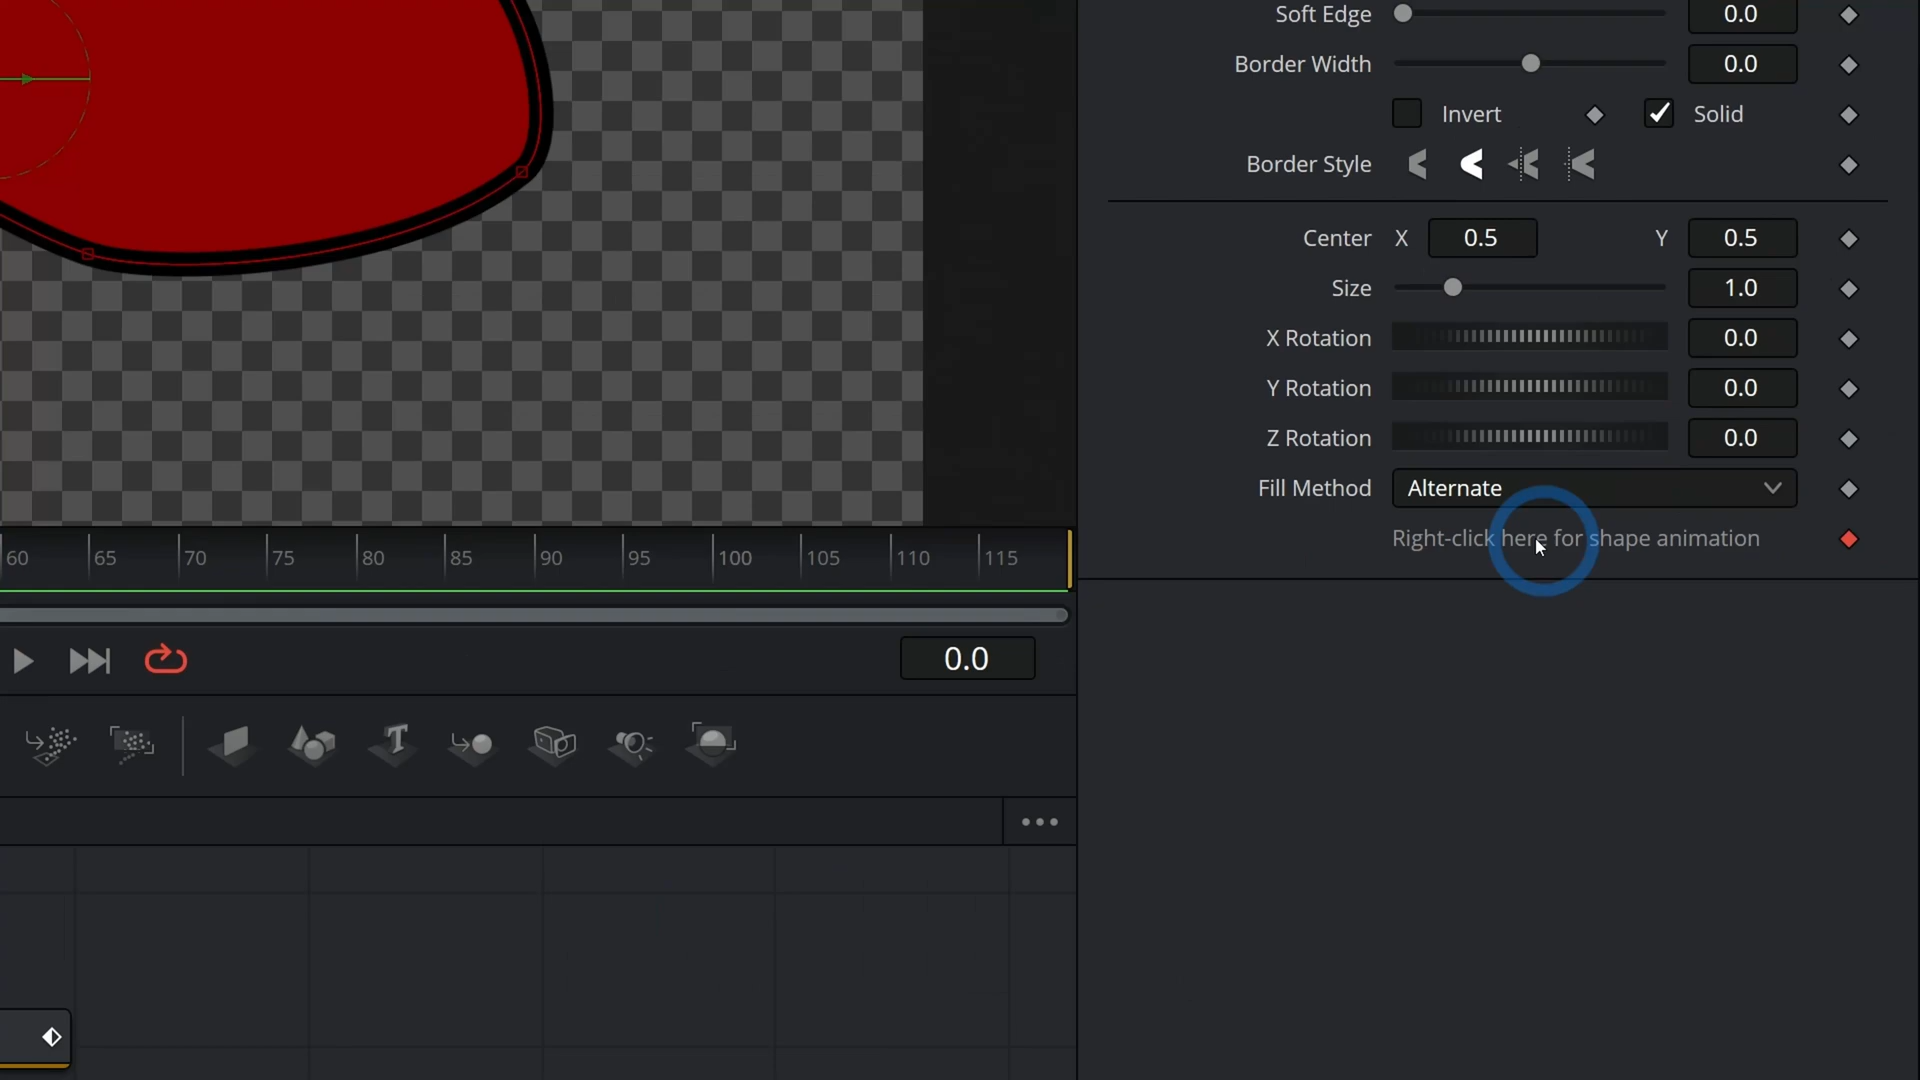 Soft Edge 0.0
Border Width 0.0
Invert Solid
Border Style
Center X 0.5 Y 0.5
Size 1.0
X Rotation 0.0
Y Rotation 0.0
Z Rotation 0.0
Fill Method Alternate
Right-click here for shape animation
60 65 70 75 80 85 90 95 100 105 110 115
0.0